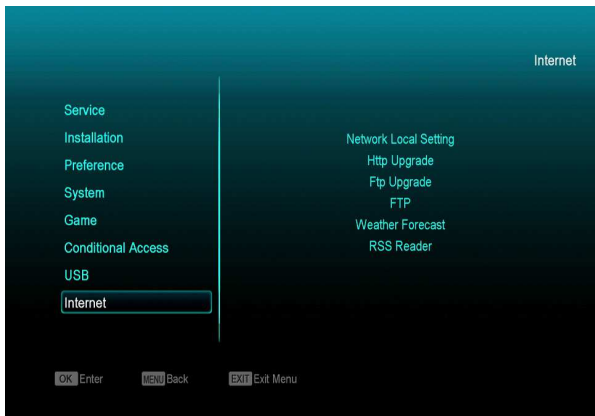 Internet
Service
Installation
Preference
System
Game
Conditional Access
USB
Internet
Network Local Setting
Http Upgrade
Ftp Upgrade
FTP
Weather Forecast
RSS Reader
OK Enter MENU Back EXIT Exit Menu